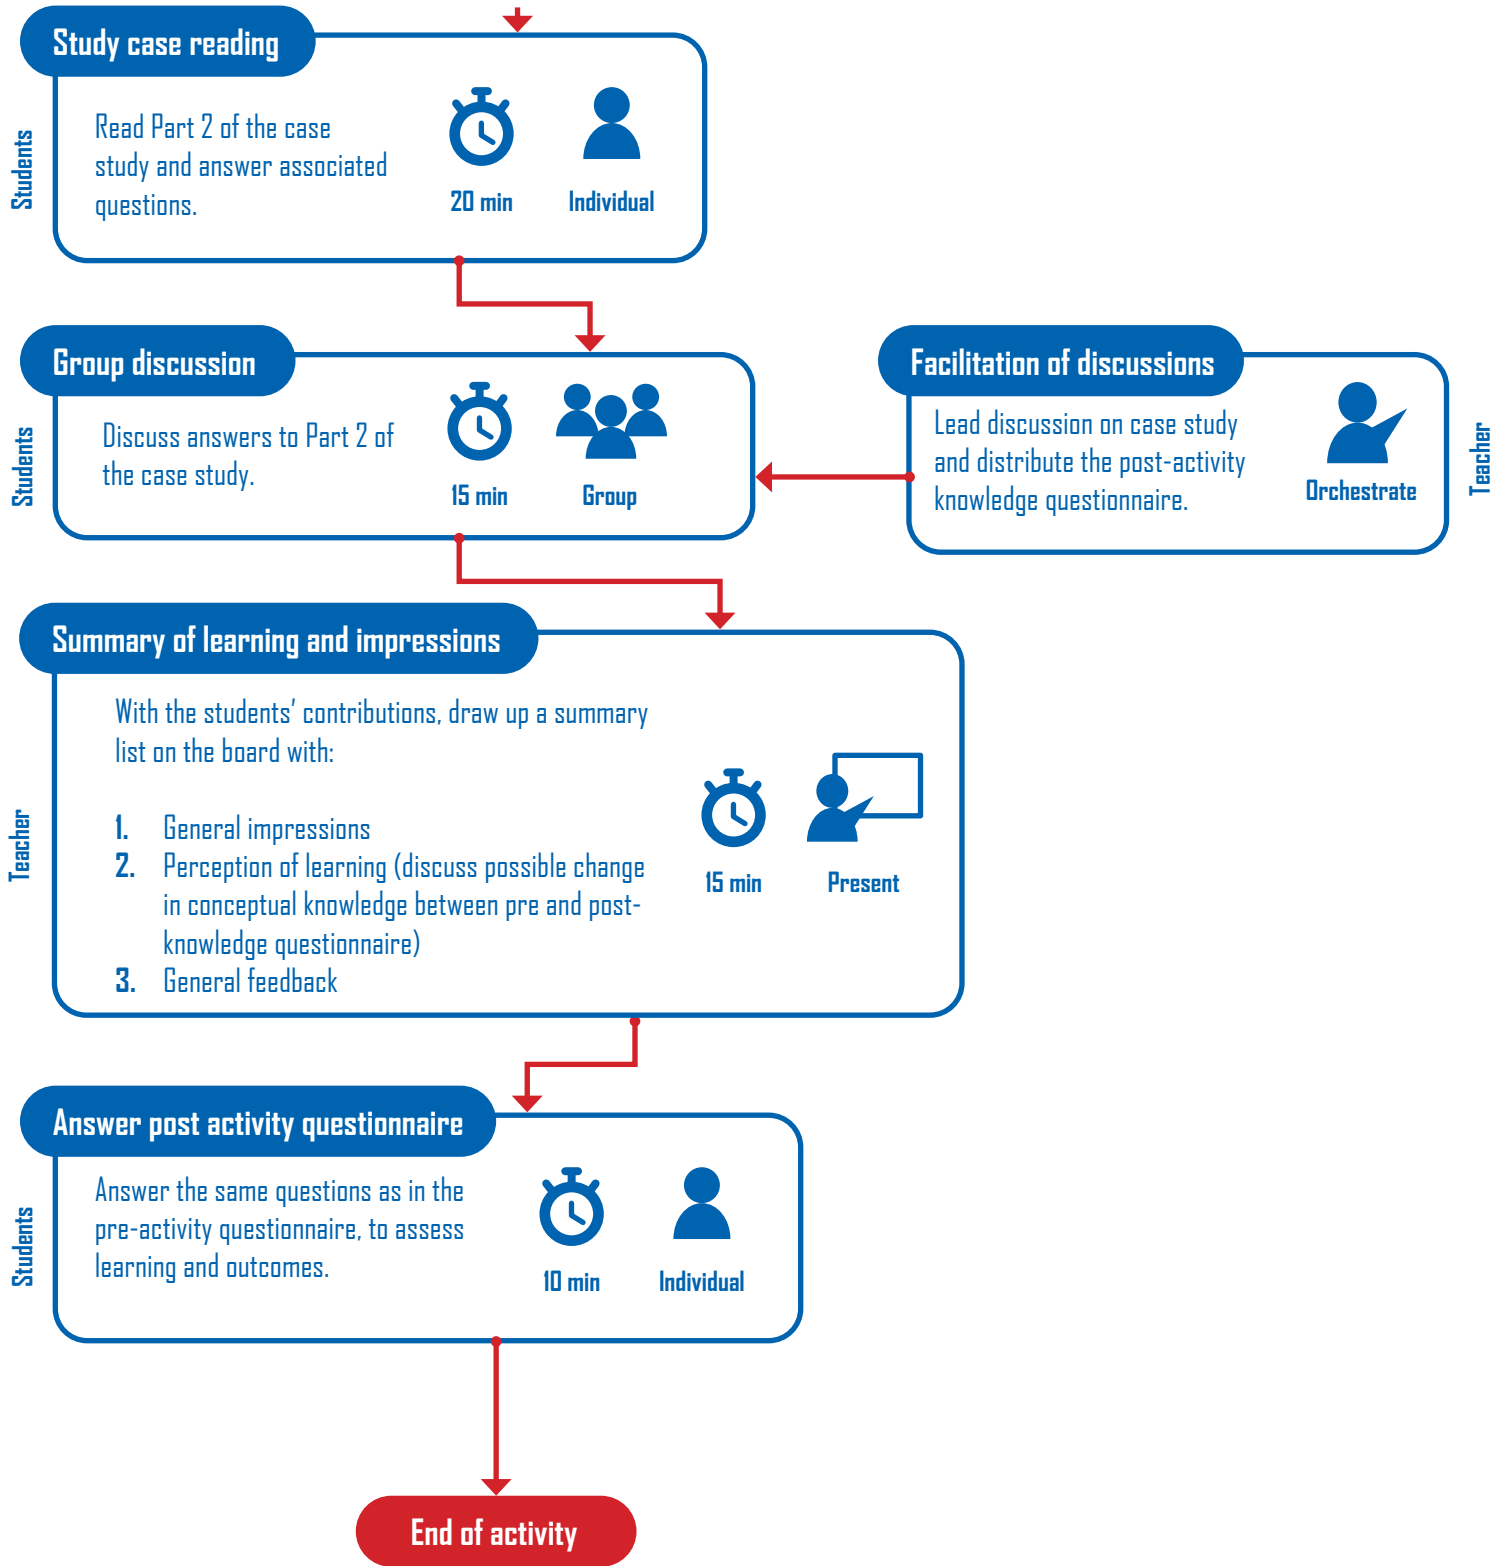 Study case reading
Students
Read Part 2 of the case
study and answer associated
questions.
20 min
Individual
Group discussion
Students
Discuss answers to Part 2 of
the case study.
15 min
Group
Facilitation of discussions
Lead discussion on case study
and distribute the post-activity
knowledge questionnaire.
Orchestrate
Teacher
Summary of learning and impressions
Teacher
With the students' contributions, draw up a summary
list on the board with:
1. General impressions
2. Perception of learning (discuss possible change
in conceptual knowledge between pre and post-
knowledge questionnaire)
3. General feedback
15 min
Present
Answer post activity questionnaire
Students
Answer the same questions as in the
pre-activity questionnaire, to assess
learning and outcomes.
10 min
Individual
End of activity